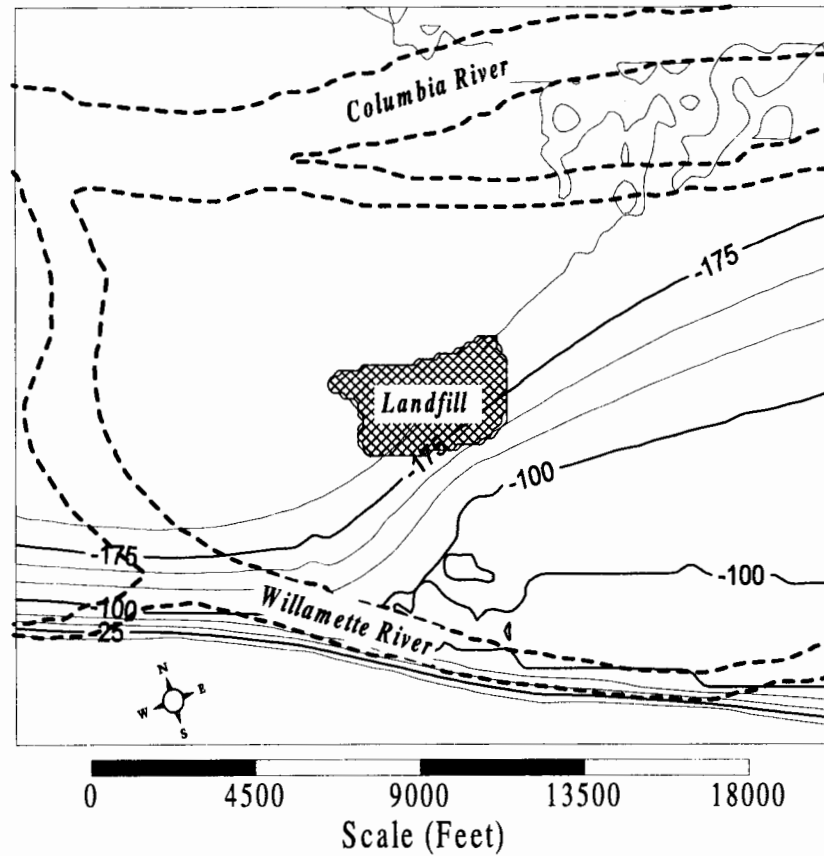 Columbia River
-175
Landfill
-175
-100
-175
-100
-100
Willamette River
-25
N
W E
S
0 4500 9000 13500 18000
Scale (Feet)